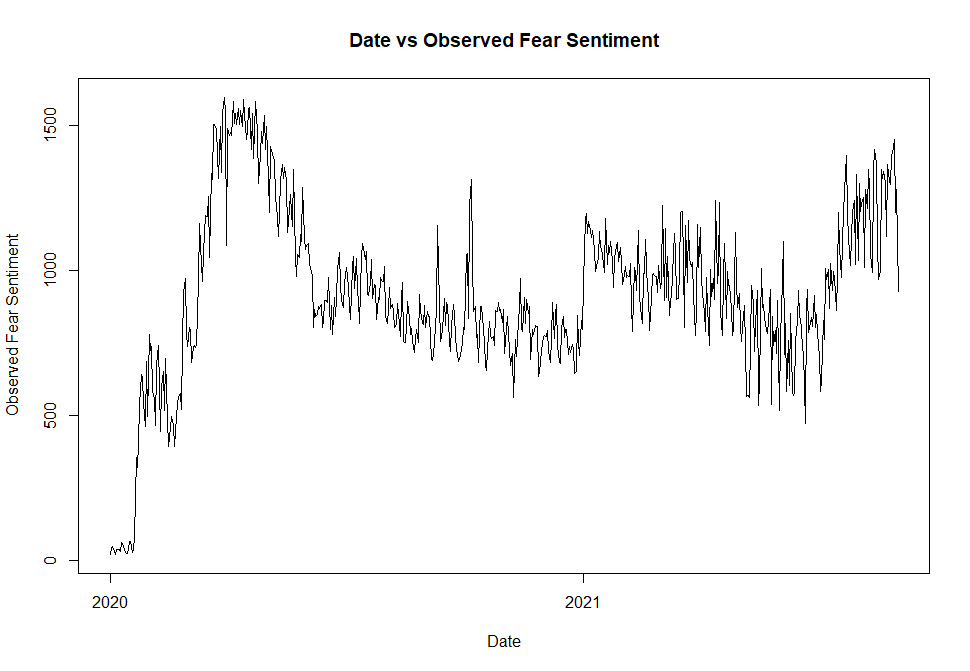 Date vs Observed Fear Sentiment
Observed Fear Sentiment
1500
1000
500
0
2020
2021
Date